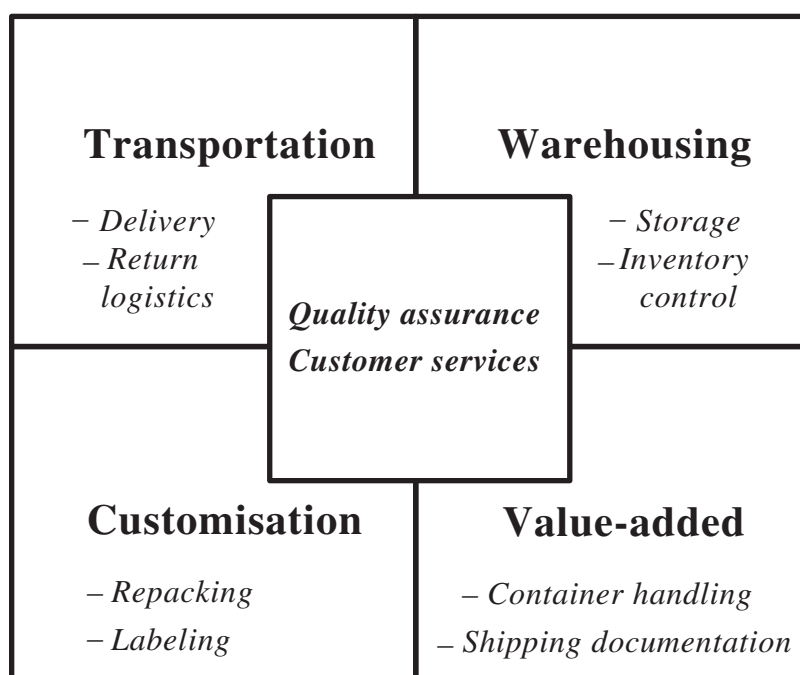 Transportation
– Delivery
– Return
logistics
Warehousing
– Storage
–Inventory
control
Quality assurance
Customer services
Customisation
– Repacking
– Labeling
Value-added
– Container handling
– Shipping documentation